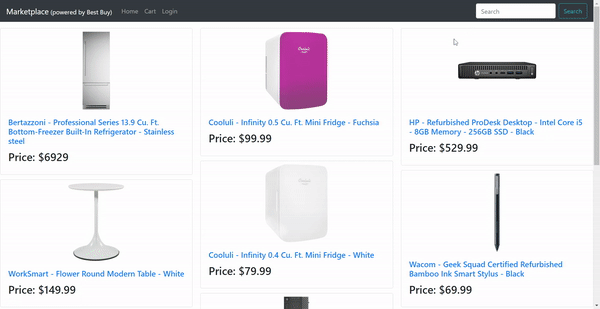 Marketplace (powered by Best Buy) Home Cart Login Search Search
Bertazzoni - Professional Series 13.9 Cu. Ft.
Bottom-Freezer Built-In Refrigerator - Stainless
steel
Price: $6929
WorkSmart - Flower Round Modern Table - White
Price: $149.99
Cooluli - Infinity 0.5 Cu. Ft. Mini Fridge - Fuchsia
Price: $99.99
Cooluli - Infinity 0.4 Cu. Ft. Mini Fridge - White
Price: $79.99
HP - Refurbished ProDesk Desktop - Intel Core i5
- 8GB Memory - 256GB SSD - Black
Price: $529.99
Wacom - Geek Squad Certified Refurbished
Bamboo Ink Smart Stylus - Black
Price: $69.99